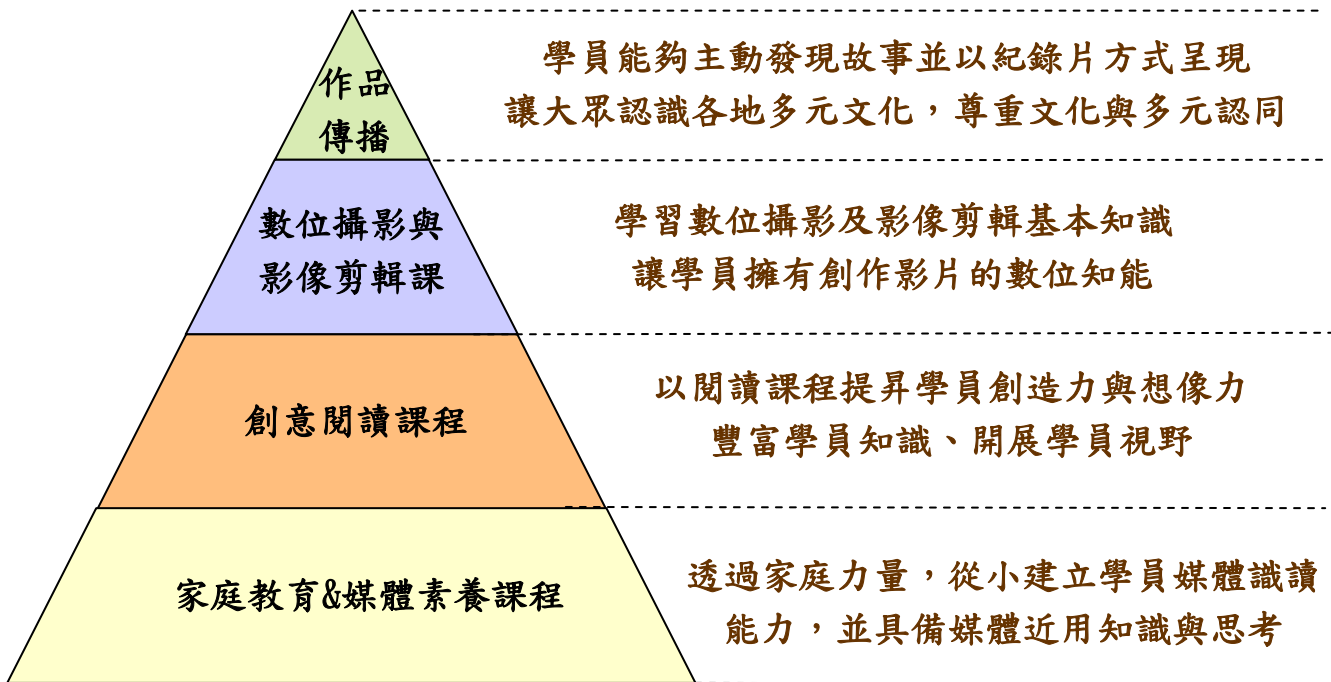 作品
傳播
學員能夠主動發現故事並以紀錄片方式呈現
讓大眾認識各地多元文化，尊重文化與多元認同
數位攝影與
影像剪輯課
學習數位攝影及影像剪輯基本知識
讓學員擁有創作影片的數位知能
創意閱讀課程
以閱讀課程提昇學員創造力與想像力
豐富學員知識、開展學員視野
家庭教育&媒體素養課程
透過家庭力量，從小建立學員媒體識讀
能力，並具備媒體近用知識與思考